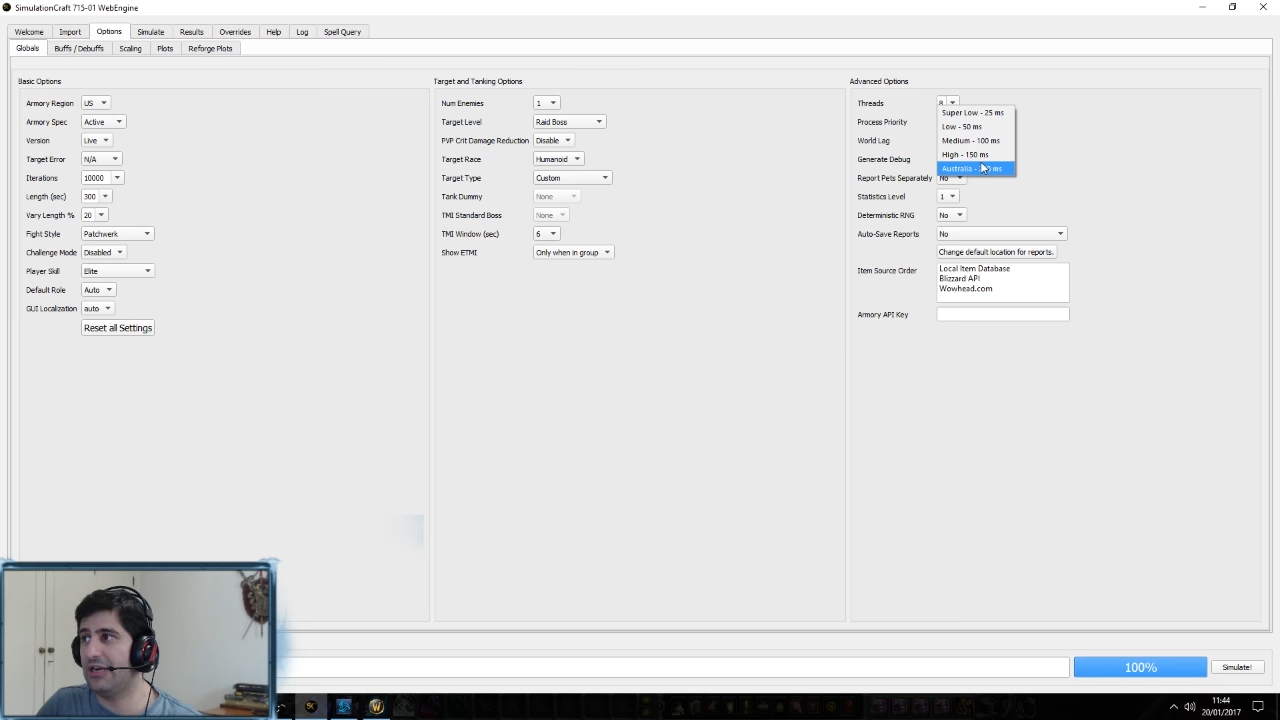 SimulationCraft 715-01 WebEngine
Welcome Import Options Simulate Results Overrides Help Log Spell Query
Globals Buffs / Debuffs Scaling Plots Reforge Plots
Basic Options
Armory Region US
Armory Spec Active
Version Live
Target Error N/A
Iterations 10000
Length (sec) 300
Vary Length % 20
Fight Style Patchwerk
Challenge Mode Disabled
Player Skill Elite
Default Role Auto
GUI Localization auto
Reset all Settings
Target and Tanking Options
Num Enemies 1
Target Level Raid Boss
PVP Crit Damage Reduction Disable
Target Race Humanoid
Target Type Custom
Tank Dummy None
TMI Standard Boss None
TMI Window (sec) 6
Show ETMI Only when in group
Advanced Options
Threads 8
Process Priority
World Lag
Generate Debug
Super Low - 25 ms
Low - 50 ms
Medium - 100 ms
High - 150 ms
Australia - ms
Report Pets Separately No
Statistics Level 1
Deterministic RNG No
Auto-Save Reports No
Change default location for reports.
Item Source Order
Local Item Database
Blizzard API
Wowhead.com
Armory API Key
100%
Simulate!
11:44
20/01/2017